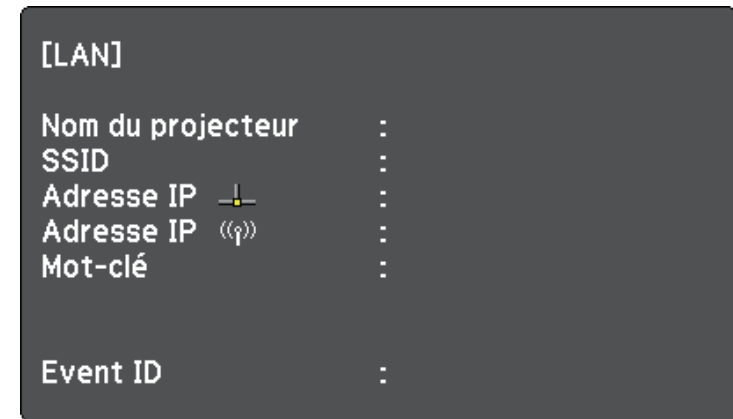 [LAN]
Nom du projecteur :
SSID :
Adresse IP :
Adresse IP :
Mot-clé :
Event ID :